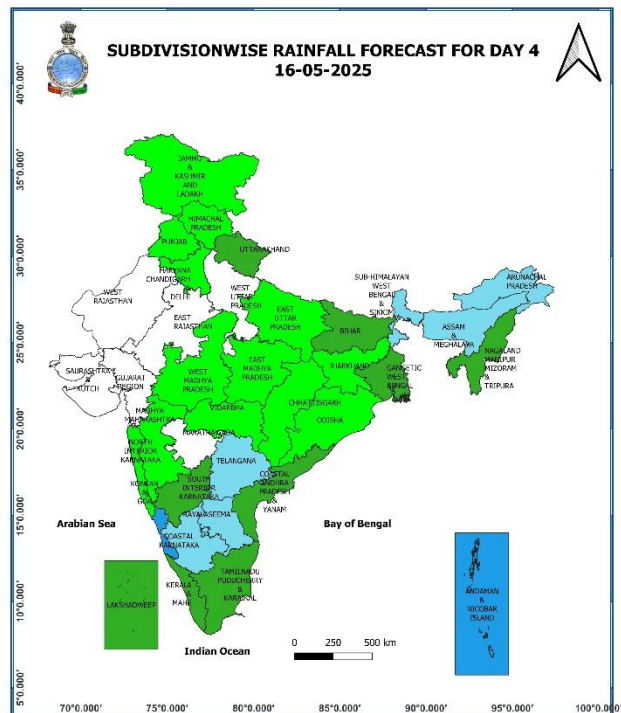 SUBDIVISIONWISE RAINFALL FORECAST FOR DAY 4
16-05-2025
40°0.000'
35°0.000'
30°0.000'
25°0.000'
20°0.000'
15°0.000'
10°0.000'
5°0.000'
JAMMO
&
KASHMIR
AND
LADAKH
HIMACHAL
PRADESH
PUNJAB
UTTARAKHAND
HARYANA
CHANDIGARH
DELHI
WEST
RAJASTHAN
WEST
UTTAR
PRADESH
EAST
RAJASTHAN
EAST
UTTAR
PRADESH
SUB-HIMALAYAN
WEST
BENGAL
&
SIKKIM
ARUNACHAL
PRADESH
ASSAM
&
MEGHALAYA
NAGALAND
MANIPUR
MIZORAM
&
TRIPURA
BIHAR
SAURASHTRA
&
KUTCH
GUJARAT
REGION
WEST
MADHYA
PRADESH
EAST
MADHYA
PRADESH
JHARKHAND
GANGETIC
WEST
BENGAL
MADHYA
MAHARASHTRA
VIDARBHA
CHHATTISGARH
ODISHA
MARATHAWADA
NORTH
INTERIOR
KARNATAKA
KONKAN
&
GOA
TELANGANA
SOUTH
INTERIOR
KARNATAKA
COASTAL
ANDHRA
PRADESH
&
YANAM
RAYALASEEMA
COASTAL
KARNATAKA
Arabian Sea
Bay of Bengal
TAMILNADU
PUDUCHERRY
&
KARAIKAL
KERALA
&
MAHE
LAKSHADWEEP
ANDAMAN
&
NICOBAR
ISLAND
Indian Ocean
0 250 500 km
70°0.000' 75°0.000' 80°0.000' 85°0.000' 90°0.000' 95°0.000' 100°0.000'